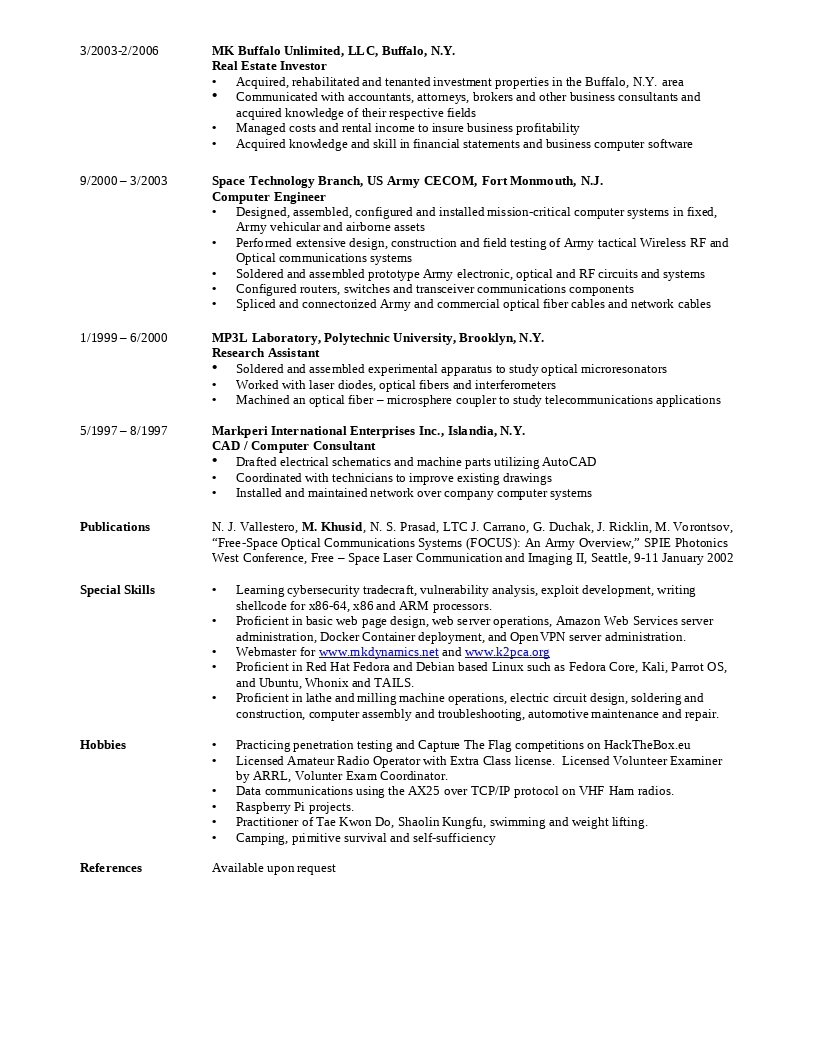 3/2003-2/2006 MK Buffalo Unlimited, LLC, Buffalo, N.Y.
Real Estate Investor
• Acquired, rehabilitated and tenanted investment properties in the Buffalo, N.Y. area
• Communicated with accountants, attorneys, brokers and other business consultants and
acquired knowledge of their respective fields
• Managed costs and rental income to insure business profitability
• Acquired knowledge and skill in financial statements and business computer software
9/2000 – 3/2003 Space Technology Branch, US Army CECOM, Fort Monmouth, N.J.
Computer Engineer
• Designed, assembled, configured and installed mission-critical computer systems in fixed,
Army vehicular and airborne assets
• Performed extensive design, construction and field testing of Army tactical Wireless RF and
Optical communications systems
• Soldered and assembled prototype Army electronic, optical and RF circuits and systems
• Configured routers, switches and transceiver communications components
• Spliced and connectorized Army and commercial optical fiber cables and network cables
1/1999 – 6/2000 MP3L Laboratory, Polytechnic University, Brooklyn, N.Y.
Research Assistant
• Soldered and assembled experimental apparatus to study optical microresonators
• Worked with laser diodes, optical fibers and interferometers
• Machined an optical fiber – microsphere coupler to study telecommunications applications
5/1997 – 8/1997 Markperi International Enterprises Inc., Islandia, N.Y.
CAD / Computer Consultant
• Drafted electrical schematics and machine parts utilizing AutoCAD
• Coordinated with technicians to improve existing drawings
• Installed and maintained network over company computer systems
Publications N. J. Vallestero, M. Khusid, N. S. Prasad, LTC J. Carrano, G. Duchak, J. Ricklin, M. Vorontsov,
“Free-Space Optical Communications Systems (FOCUS): An Army Overview,” SPIE Photonics
West Conference, Free – Space Laser Communication and Imaging II, Seattle, 9-11 January 2002
Special Skills • Learning cybersecurity tradecraft, vulnerability analysis, exploit development, writing
shellcode for x86-64, x86 and ARM processors.
• Proficient in basic web page design, web server operations, Amazon Web Services server
administration, Docker Container deployment, and OpenVPN server administration.
• Webmaster for www.mkdynamics.net and www.k2pca.org
• Proficient in Red Hat Fedora and Debian based Linux such as Fedora Core, Kali, Parrot OS,
and Ubuntu, Whonix and TAILS.
• Proficient in lathe and milling machine operations, electric circuit design, soldering and
construction, computer assembly and troubleshooting, automotive maintenance and repair.
Hobbies • Practicing penetration testing and Capture The Flag competitions on HackTheBox.eu
• Licensed Amateur Radio Operator with Extra Class license. Licensed Volunteer Examiner
by ARRL, Volunter Exam Coordinator.
• Data communications using the AX25 over TCP/IP protocol on VHF Ham radios.
• Raspberry Pi projects.
• Practitioner of Tae Kwon Do, Shaolin Kungfu, swimming and weight lifting.
• Camping, primitive survival and self-sufficiency
References Available upon request